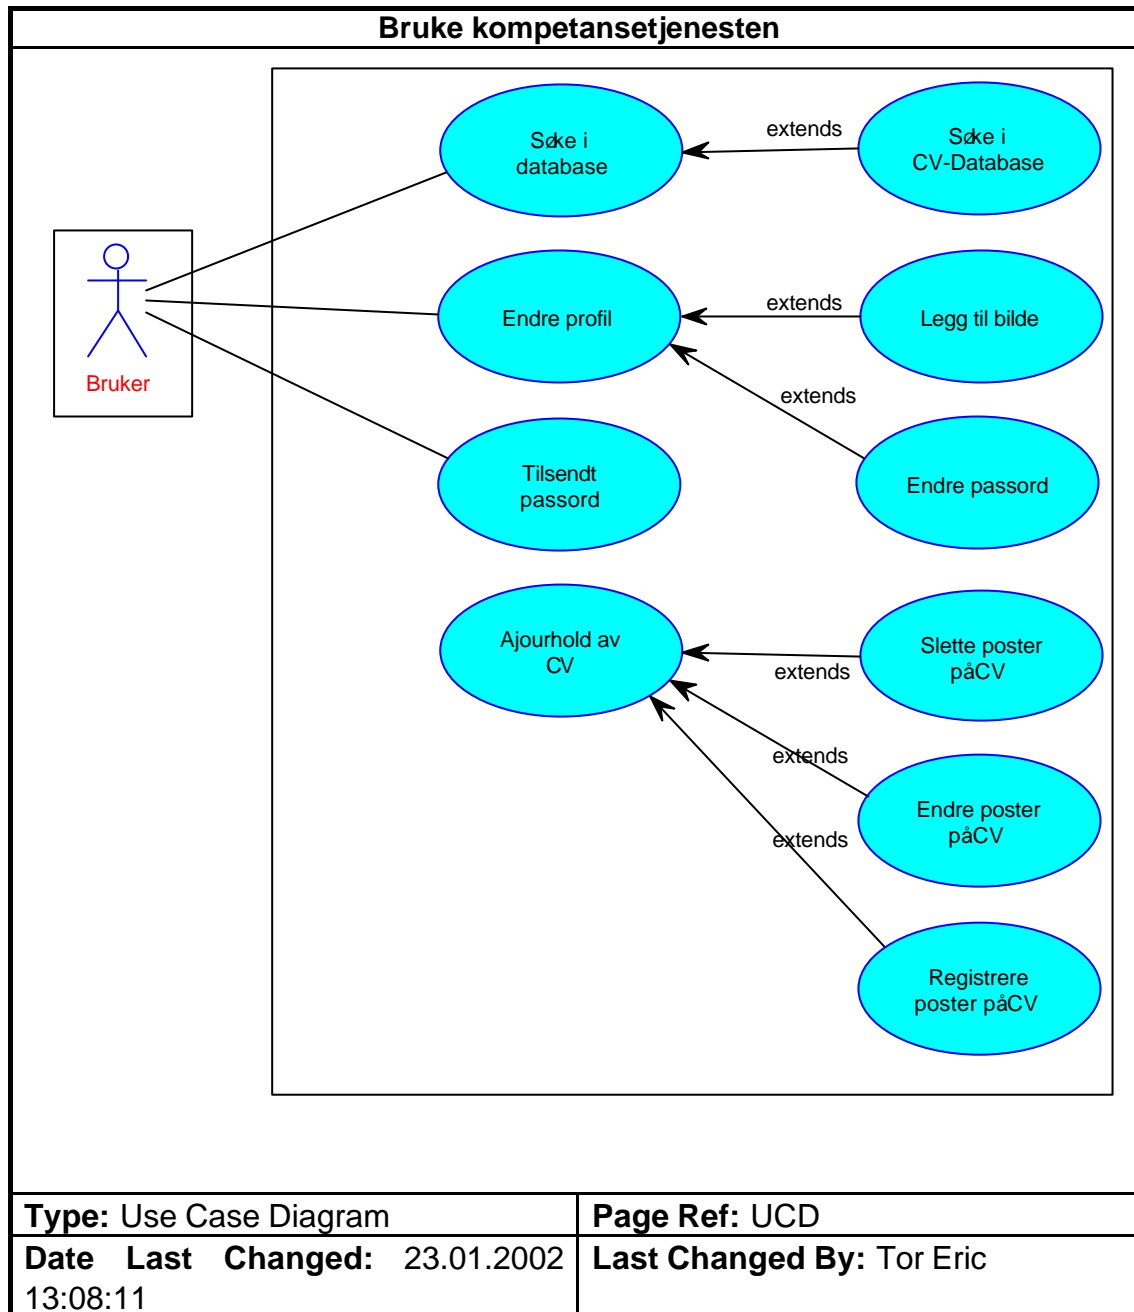 Bruke kompetansetjenesten
Søke i
database
extends
Søke i
CV-Database
Bruker
Endre profil
extends
Legg til bilde
extends
Tilsendt
passord
Endre passord
Ajourhold av
CV
extends
Slette poster
påCV
extends
Endre poster
påCV
extends
Registrere
poster påCV
Type: Use Case Diagram
Page Ref: UCD
Date Last Changed: 23.01.2002
13:08:11
Last Changed By: Tor Eric